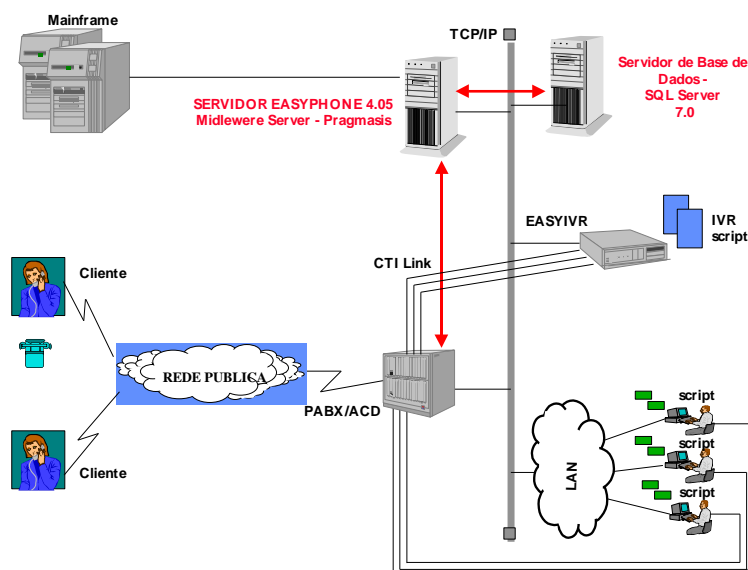 Mainframe
TCP/IP
Servidor de Base de
Dados -
SQL Server
7.0
SERVIDOR EASYPHONE 4.05
Midlewere Server - Pragmasis
EASYIVR
IVR
script
CTI Link
Cliente
REDE PUBLICA
PABX/ACD
Cliente
LAN
script
script
script